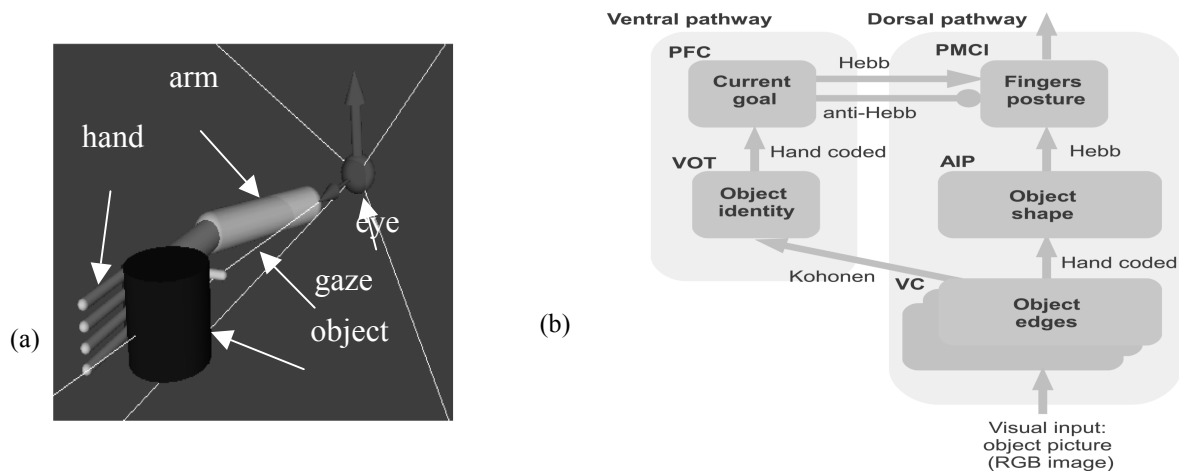 arm
hand
eye
gaze
object
(a)
(b)
Ventral pathway
Dorsal pathway
PFC
Current
goal
Hebb
anti-Hebb
PMCl
Fingers
posture
Hand coded
Hebb
VOT
Object
identity
AIP
Object
shape
Kohonen
Hand coded
VC
Object
edges
Visual input:
object picture
(RGB image)